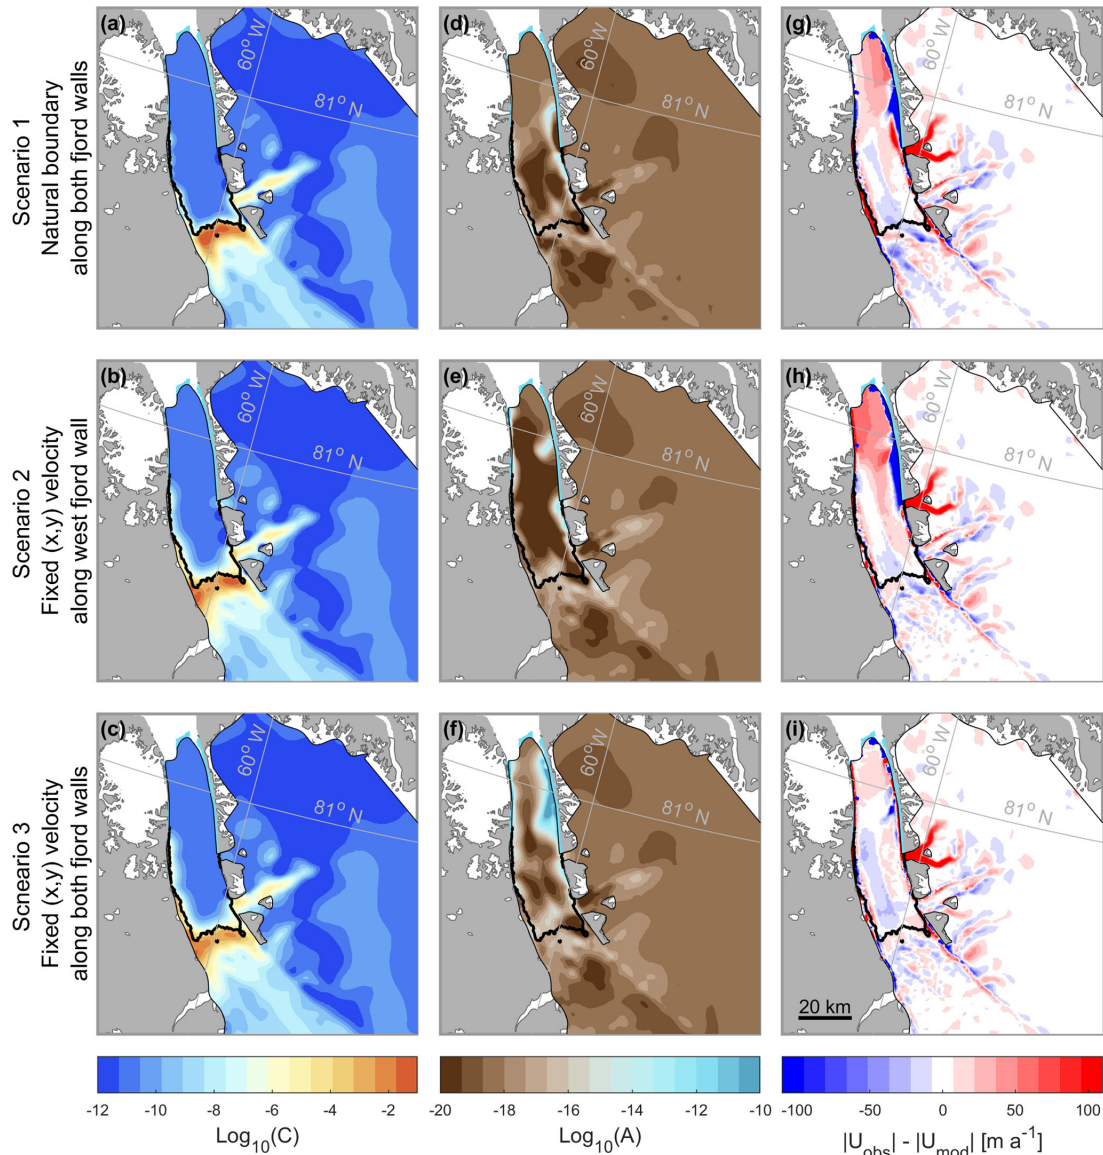 (a)
60° W
81° N
(d)
60° W
81° N
(g)
60° W
81° N
Scenario 1
Natural boundary
along both fjord walls
(b)
60° W
81° N
(e)
60° W
81° N
(h)
60° W
81° N
Scenario 2
Fixed (x,y) velocity
along west fjord wall
(c)
60° W
81° N
(f)
60° W
81° N
(i)
60° W
81° N
Scneario 3
Fixed (x,y) velocity
along both fjord walls
20 km
-12 -10 -8 -6 -4 -2
Log10(C)
-20 -18 -16 -14 -12 -10
Log10(A)
-100 -50 0 50 100
|Uobs| - |Umod| [m a-1]